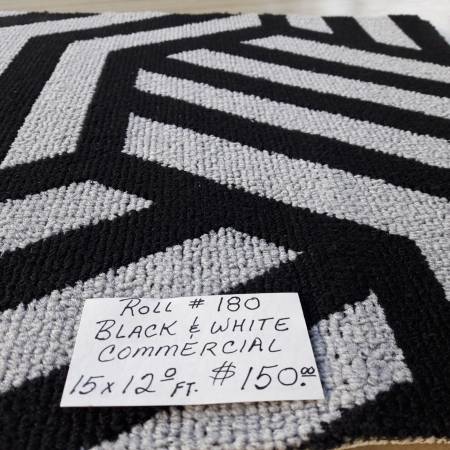 ROLL # 180
BLACK & WHITE
COMMERCIAL
15 x 12⁰ FT. $150.⁰⁰